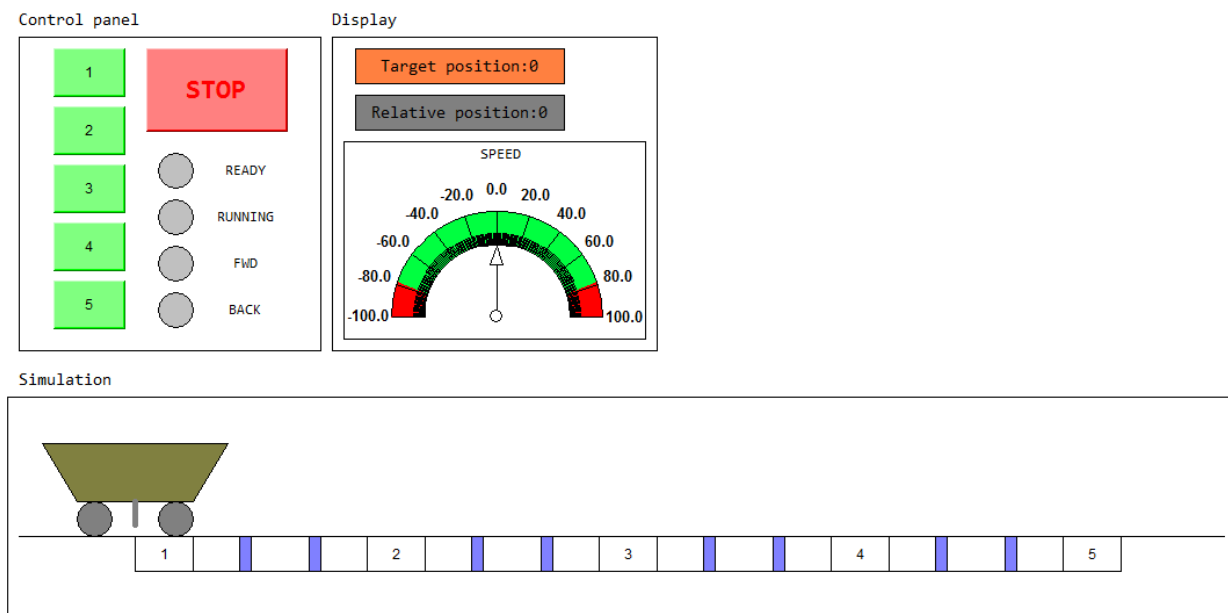 Control panel
Display
1
2
3
4
5
STOP
READY
RUNNING
FWD
BACK
Target position:0
Relative position:0
SPEED
-100.0
-80.0
-60.0
-40.0
-20.0
0.0
20.0
40.0
60.0
80.0
100.0
Simulation
1
2
3
4
5